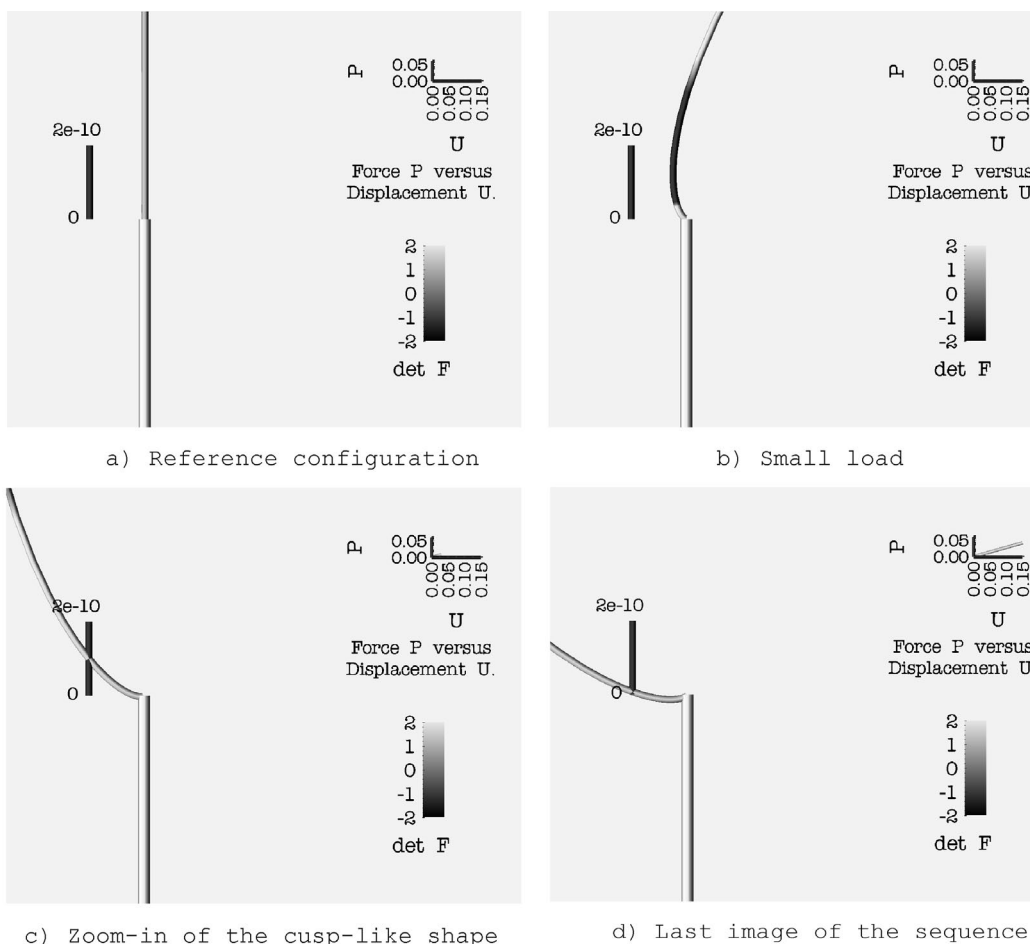 P
0.05
0.00
0.00
0.05
0.10
0.15
U
Force P versus
Displacement U.
2e-10
0
2
1
0
-1
-2
det F
a) Reference configuration
P
0.05
0.00
0.00
0.05
0.10
0.15
U
Force P versus
Displacement U
2e-10
0
2
1
0
-1
-2
det F
b) Small load
P
0.05
0.00
0.00
0.05
0.10
0.15
U
Force P versus
Displacement U.
2e-10
0
2
1
0
-1
-2
det F
c) Zoom-in of the cusp-like shape
P
0.05
0.00
0.00
0.05
0.10
0.15
U
Force P versus
Displacement U
2e-10
0
2
1
0
-1
-2
det F
d) Last image of the sequence